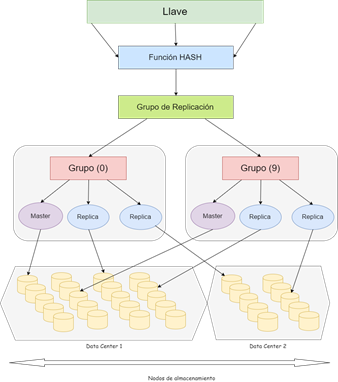 Llave
Función HASH
Grupo de Replicación
Grupo (0)
Grupo (9)
Master
Replica
Replica
Master
Replica
Replica
Data Center 1
Data Center 2
Nodos de almacenamiento